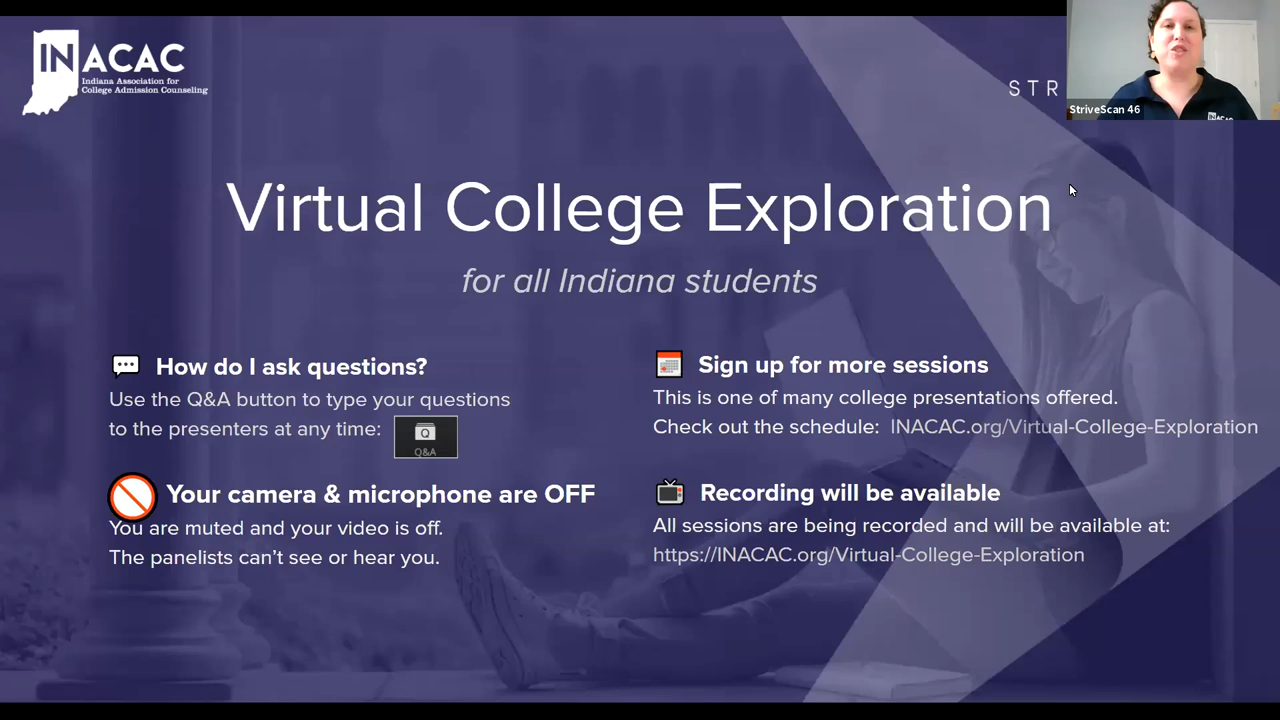 INACAC
Indiana Association for
College Admission Counseling
STR
StriveScan 46
INACAC
Virtual College Exploration
for all Indiana students
How do I ask questions?
Use the Q&A button to type your questions
to the presenters at any time:
Q
Q&A
Sign up for more sessions
This is one of many college presentations offered.
Check out the schedule: INACAC.org/Virtual-College-Exploration
Your camera & microphone are OFF
You are muted and your video is off.
The panelists can’t see or hear you.
Recording will be available
All sessions are being recorded and will be available at:
https://INACAC.org/Virtual-College-Exploration